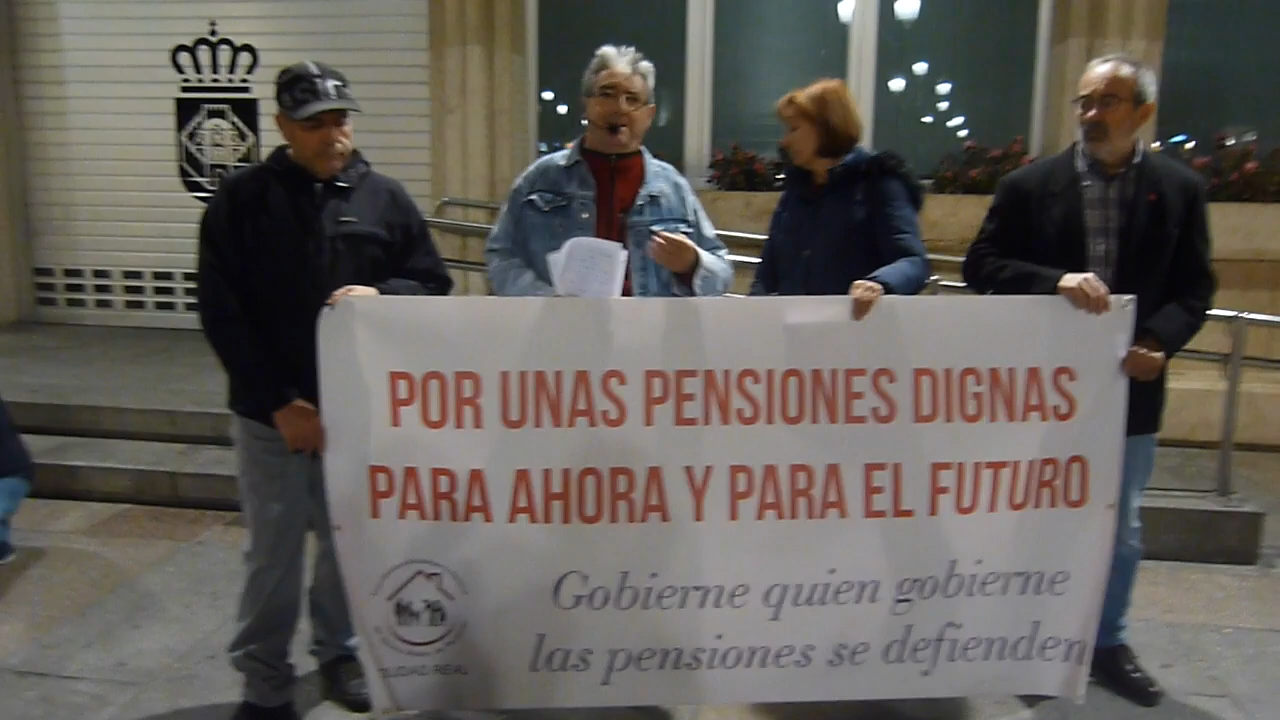 POR UNAS PENSIONES DIGNAS
PARA AHORA Y PARA EL FUTURO
Gobierne quien gobierne
las pensiones se defienden
CIUDAD REAL